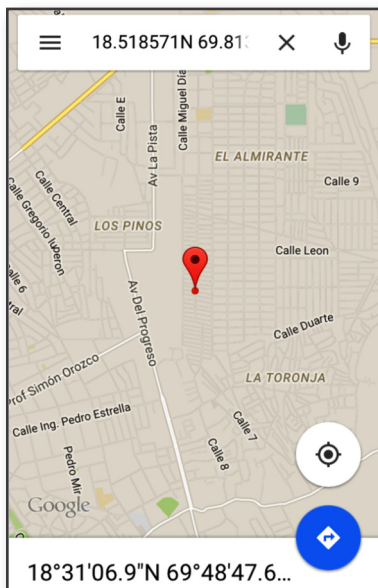 18.518571N 69.813
Calle E
Calle Miguel Día
Av La Pista
EL ALMIRANTE
Calle 9
Calle Central
Calle Gregorio luperon
LOS PINOS
Calle Leon
Calle 6
Av Del Progreso
Calle Duarte
Prof Simón Orozco
LA TORONJA
Calle Ing. Pedro Estrella
Calle 7
Calle 8
Pedro Mir
Google
18°31'06.9"N 69°48'47.6...